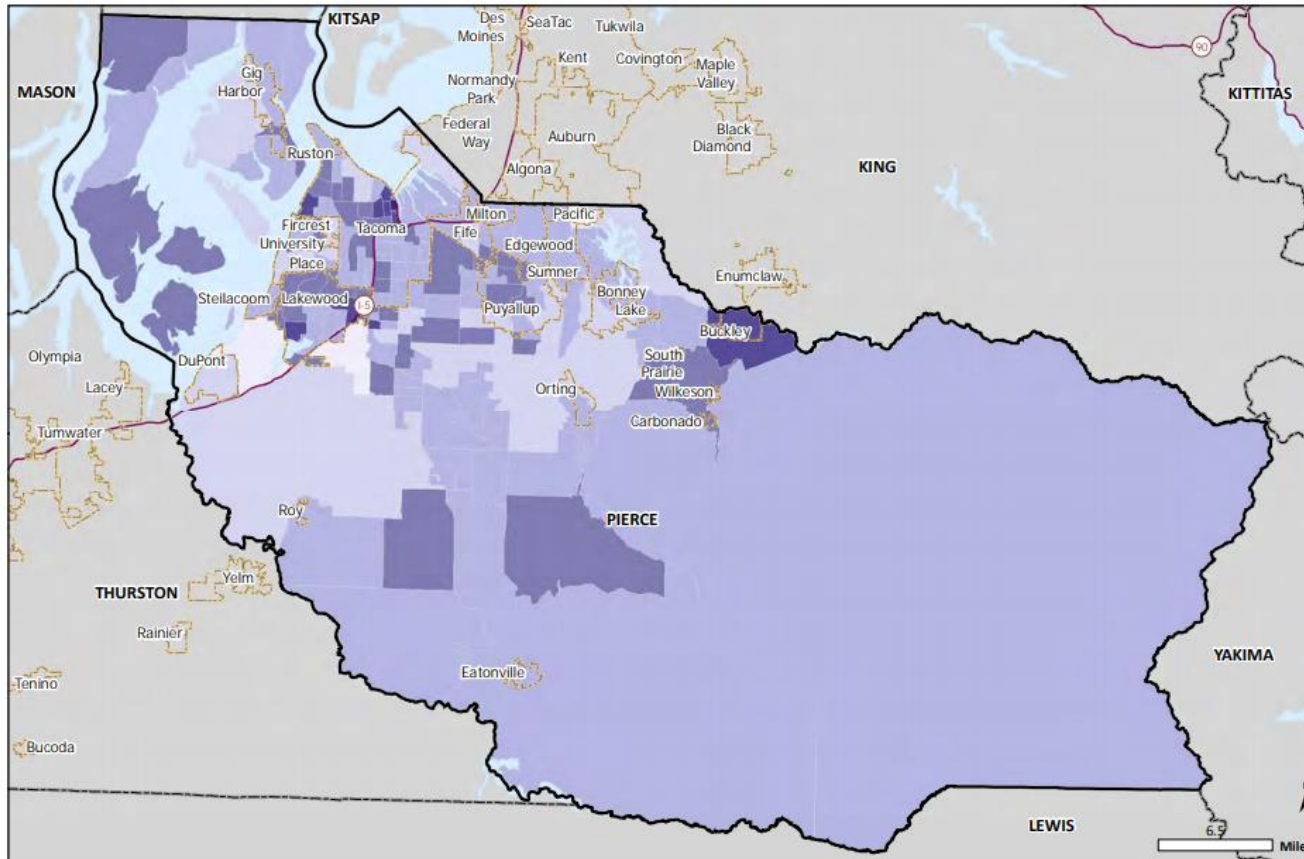 KITSAP
Des
Moines
SeaTac
Tukwila
Kent
Covington
Maple
Valley
90
MASON
Gig
Harbor
Normandy
Park
KITTITAS
Federal
Way
Auburn
Black
Diamond
Ruston
Algona
KING
Fircrest
Tacoma
Milton
Pacific
University
Place
Fife
Edgewood
Sumner
Enumclaw
Steilacoom
Lakewood
Bonney
Lake
I-5
Puyallup
Buckley
Olympia
DuPont
South
Prairie
Lacey
Orting
Wilkeson
Carbonado
Tumwater
Roy
PIERCE
Yelm
THURSTON
Rainier
YAKIMA
Eatonville
Tenino
Bucoda
LEWIS
6.5